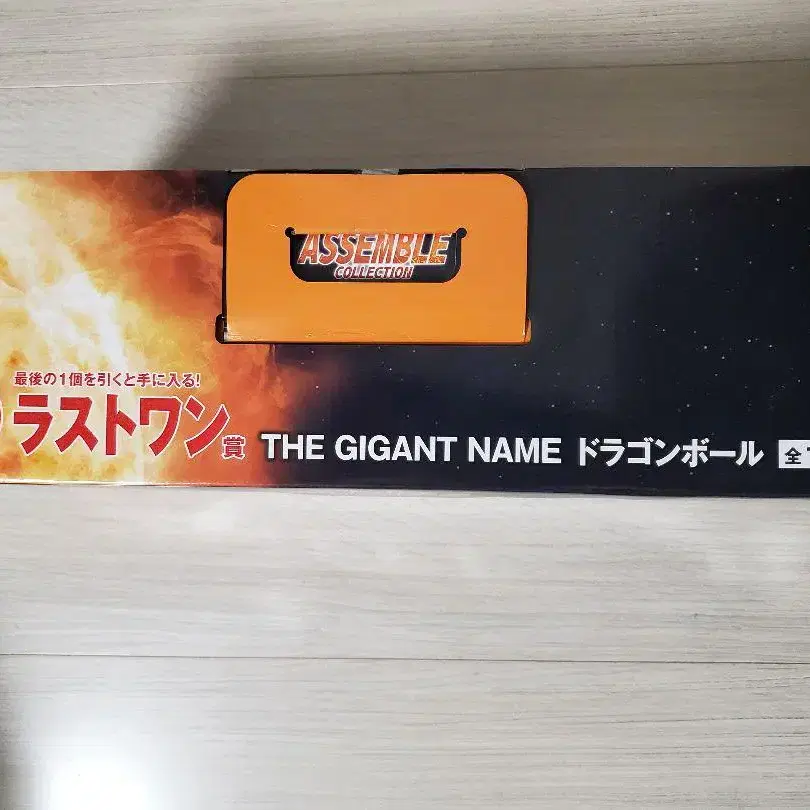 ASSEMBLE
COLLECTION
最後の1個を引くと手に入る!
ラストワン賞
THE GIGANT NAME ドラゴンボール 全